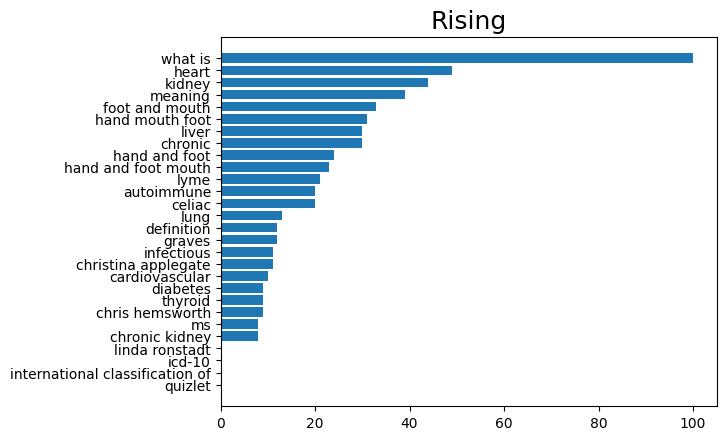 Rising
what is
heart
kidney
meaning
foot and mouth
hand mouth foot
liver
chronic
hand and foot
hand and foot mouth
lyme
autoimmune
celiac
lung
definition
graves
infectious
christina applegate
cardiovascular
diabetes
thyroid
chris hemsworth
ms
chronic kidney
linda ronstadt
icd-10
international classification of
quizlet
0 20 40 60 80 100